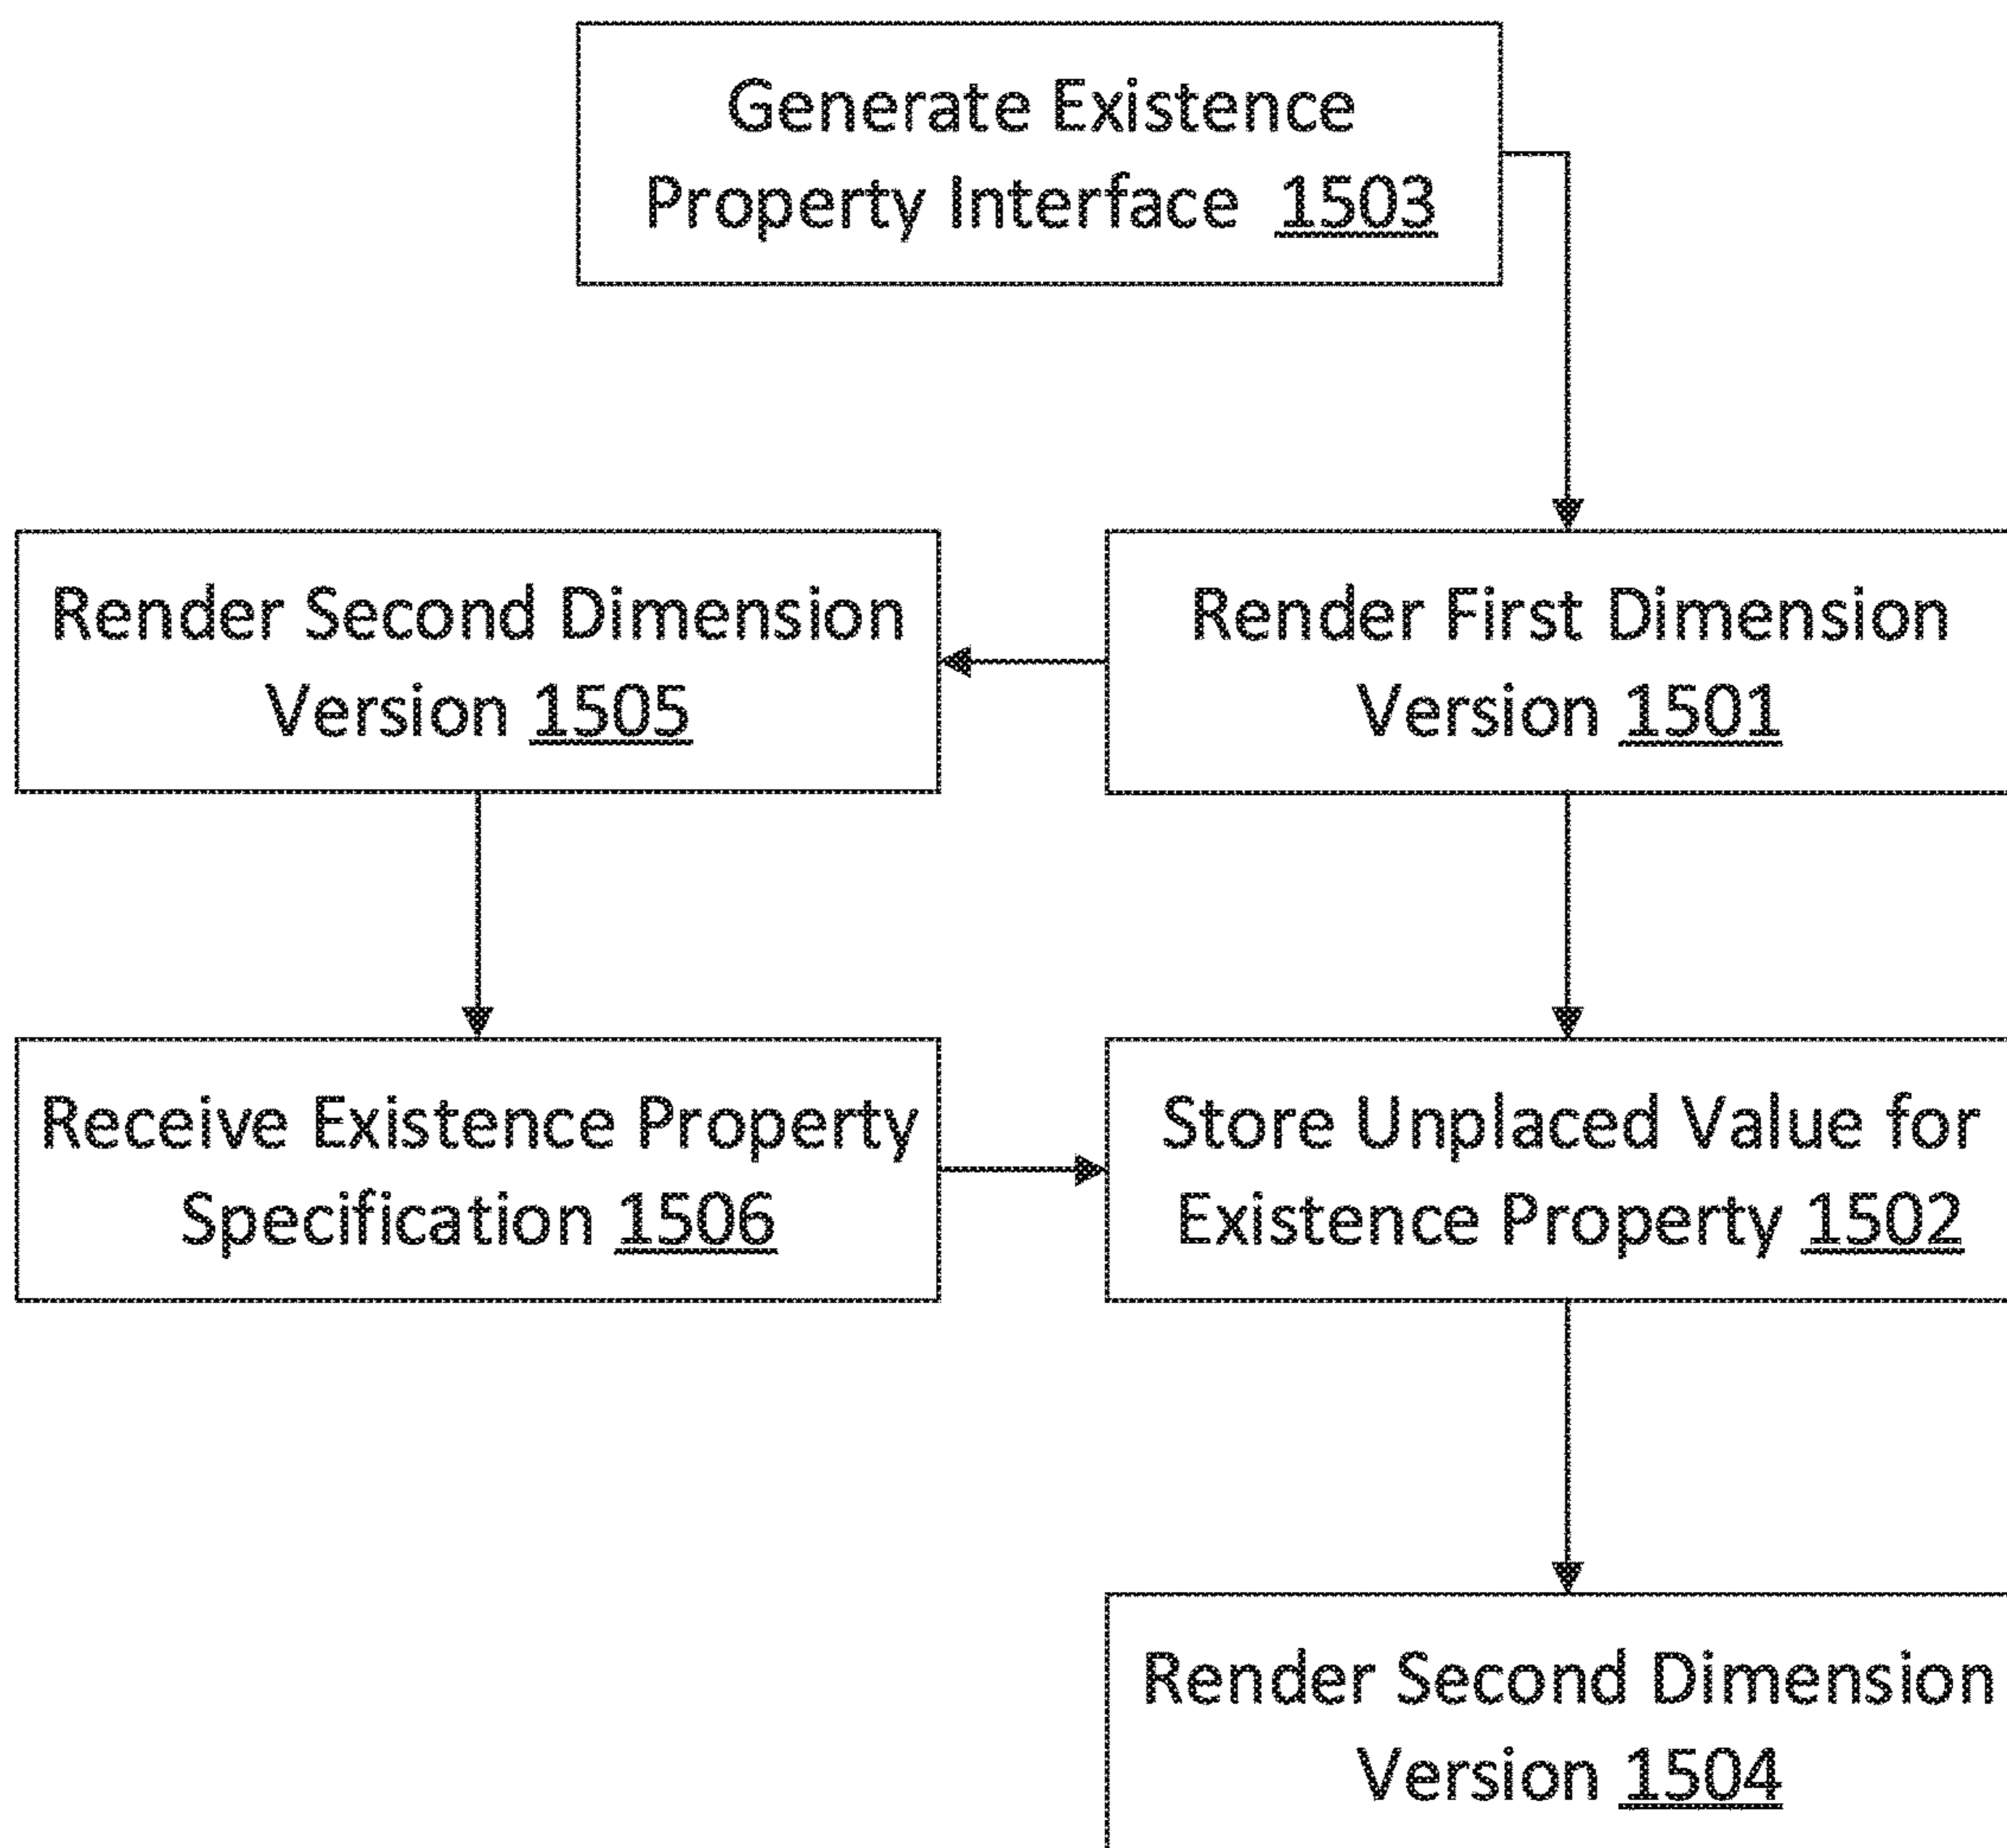 Generate Existence
Property Interface 1503
Render Second Dimension
Version 1505
Render First Dimension
Version 1501
Receive Existence Property
Specification 1506
Store Unplaced Value for
Existence Property 1502
Render Second Dimension
Version 1504